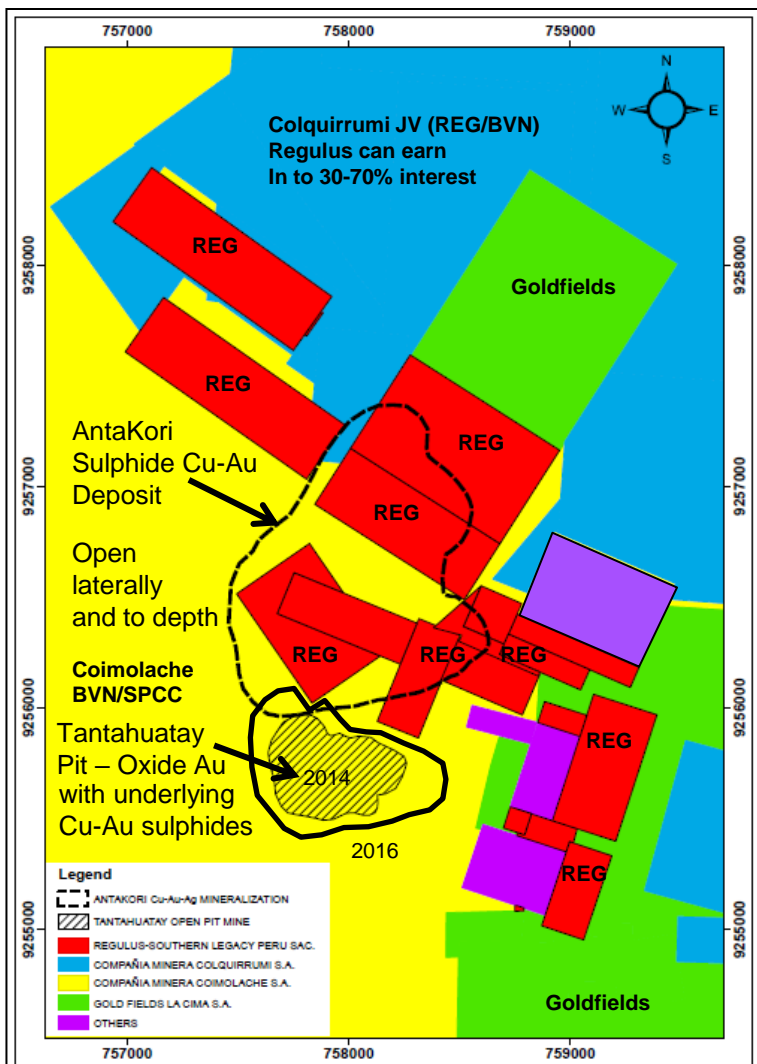 757000
758000
759000
N
W
E
S
Colquirrumi JV (REG/BVN)
Regulus can earn
In to 30-70% interest
REG
Goldfields
9258000
9258000
REG
AntaKori
Sulphide Cu-Au
Deposit
REG
9257000
9257000
REG
Open
laterally
and to depth
REG
REG
REG
Coimolache
BVN/SPCC
9256000
9256000
Tantahuatay
Pit – Oxide Au
with underlying
Cu-Au sulphides
REG
2014
2016
REG
Legend
ANTAKORI Cu-Au-Ag MINERALIZATION
TANTAHUATAY OPEN PIT MINE
REGULUS-SOUTHERN LEGACY PERU SAC.
COMPAÑIA MINERA COLQUIRRUMI S.A.
COMPAÑIA MINERA COIMOLACHE S.A.
GOLD FIELDS LA CIMA S.A.
OTHERS
9255000
9255000
Goldfields
757000
758000
759000